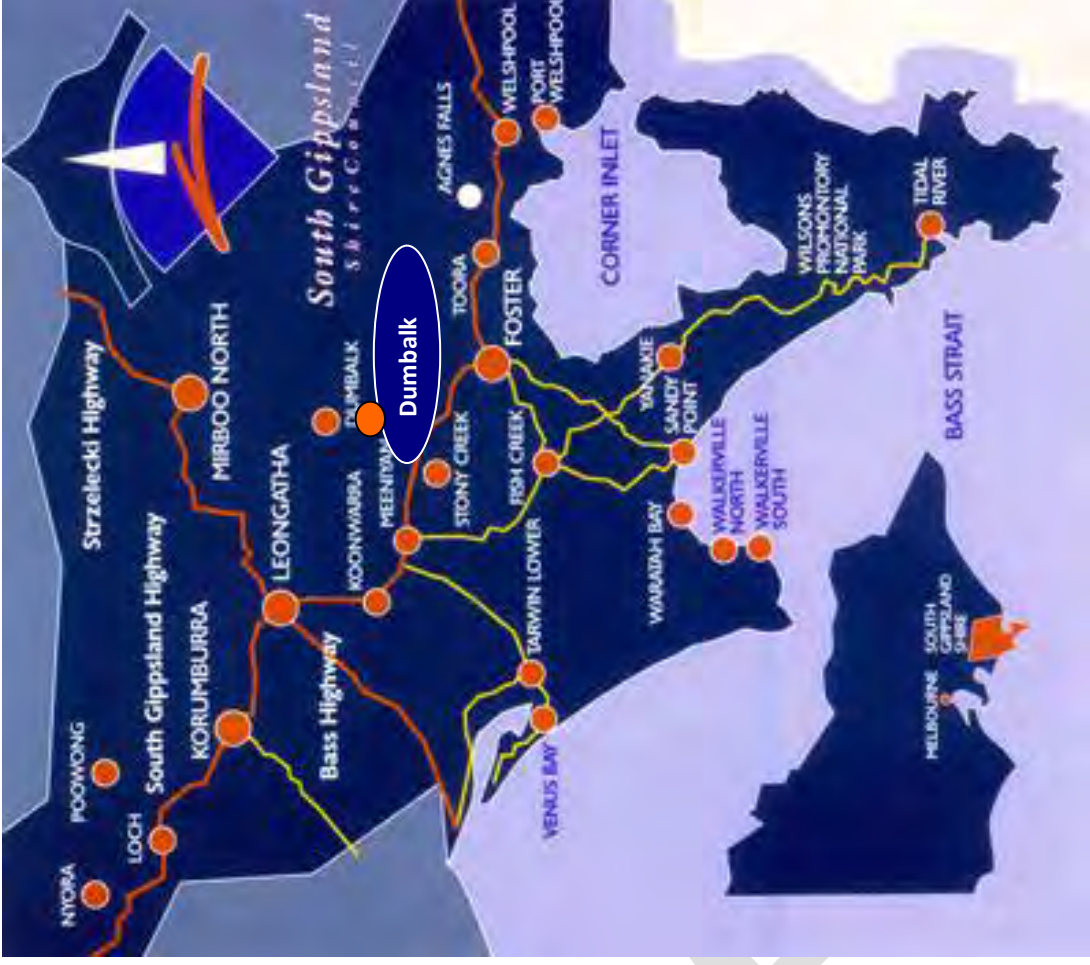 South Gippsland
Shire Council
Strzelecki Highway
MIRBOO NORTH
South Gippsland Highway
LEONGATHA
KORUMBURRA
Bass Highway
POOWONG
LOCH
NYORA
KOONWARRA
MEENIYAN
DUMBALK
Dumbalk
STONY CREEK
FISH CREEK
FOSTER
TOORA
AGNES FALLS
WELSHPOOL
PORT
WELSHPOOL
CORNER INLET
YANAKIE
SANDY
POINT
WILSONS
PROMONTORY
NATIONAL
PARK
TIDAL
RIVER
TARWIN LOWER
VENUS BAY
WARATAH BAY
WALKERVILLE
NORTH
WALKERVILLE
SOUTH
BASS STRAIT
MELBOURNE
SOUTH
GIPPSLAND
SHIRE